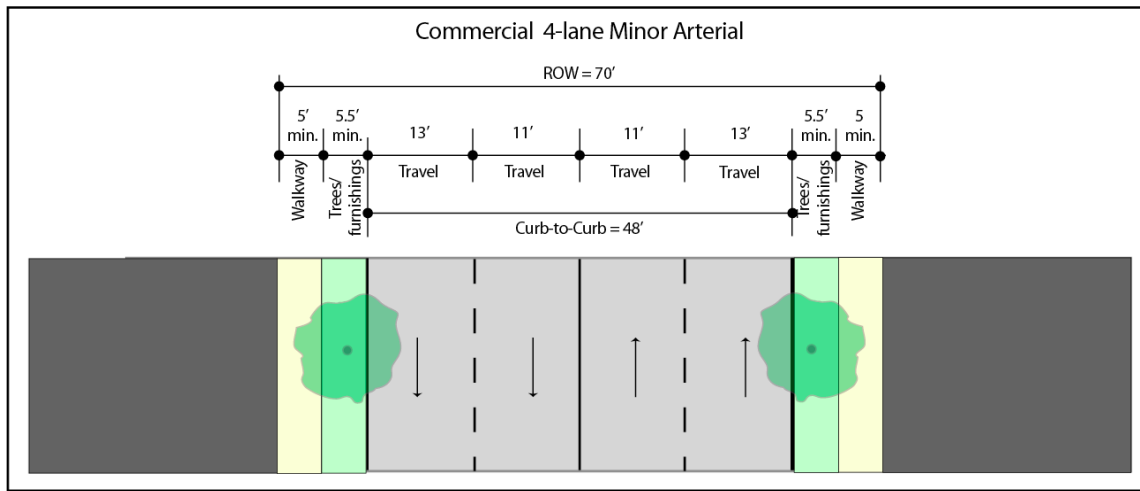 Commercial 4-lane Minor Arterial
ROW = 70’
5’
min.
5.5’
min.
13’
11’
11’
13’
5.5’
min.
5
min.
Walkway
Trees/
furnishings
Travel
Travel
Travel
Travel
Trees/
furnishings
Walkway
Curb-to-Curb = 48’